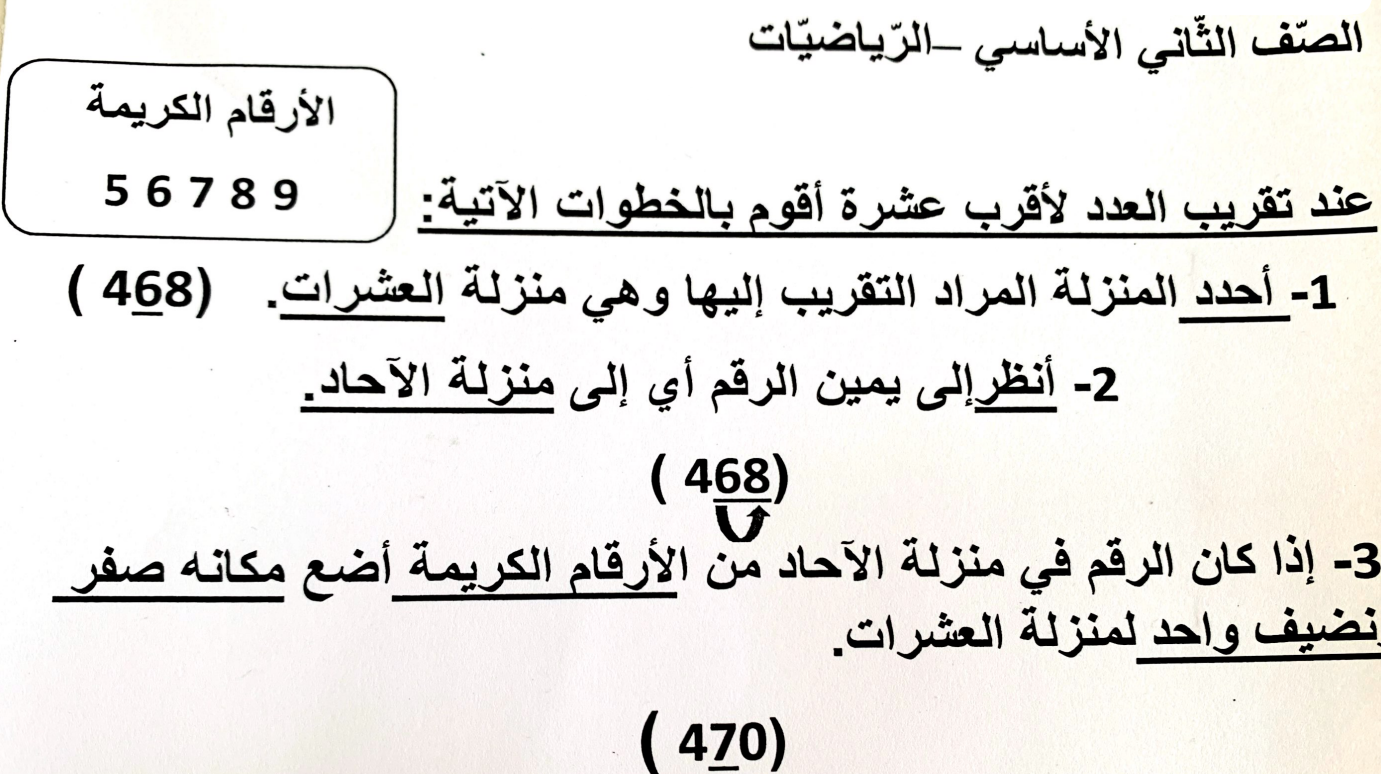 الصّف الثّاني الأساسي –الرّياضيّات
الأرقام الكريمة
5 6 7 8 9
عند تقريب العدد لأقرب عشرة أقوم بالخطوات الآتية:
1- أحدد المنزلة المراد التقريب إليها وهي منزلة العشرات. (468 )
2- أنظرإلى يمين الرقم أي إلى منزلة الآحاد.
(468 )
3- إذا كان الرقم في منزلة الآحاد من الأرقام الكريمة أضع مكانه صفر
ونضيف واحد لمنزلة العشرات.
(470 )